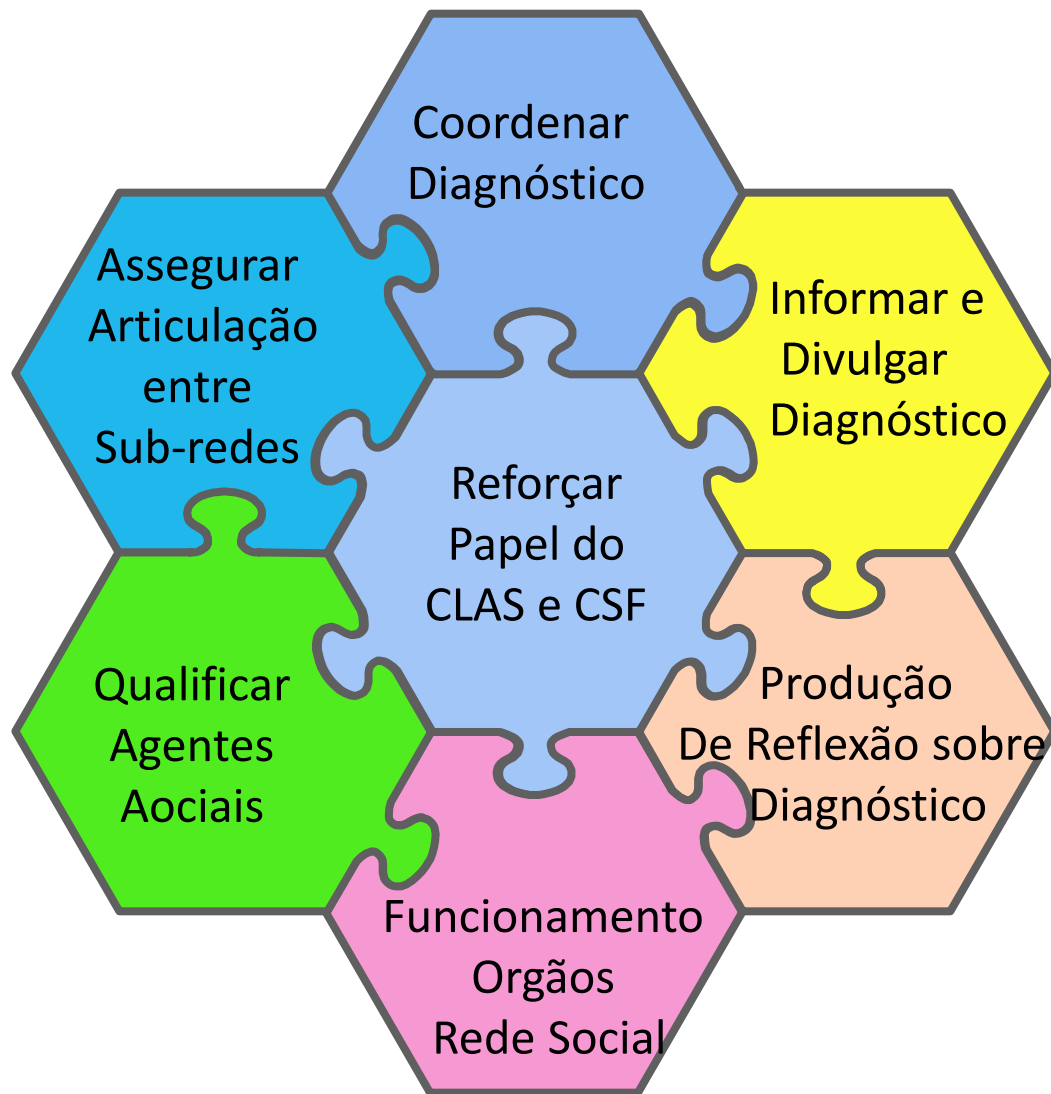 Coordenar
Diagnóstico
Assegurar
Articulação
entre
Sub-redes
Informar e
Divulgar
Diagnóstico
Reforçar
Papel do
CLAS e CSF
Qualificar
Agentes
Aociais
Produção
De Reflexão sobre
Diagnóstico
Funcionamento
Orgãos
Rede Social